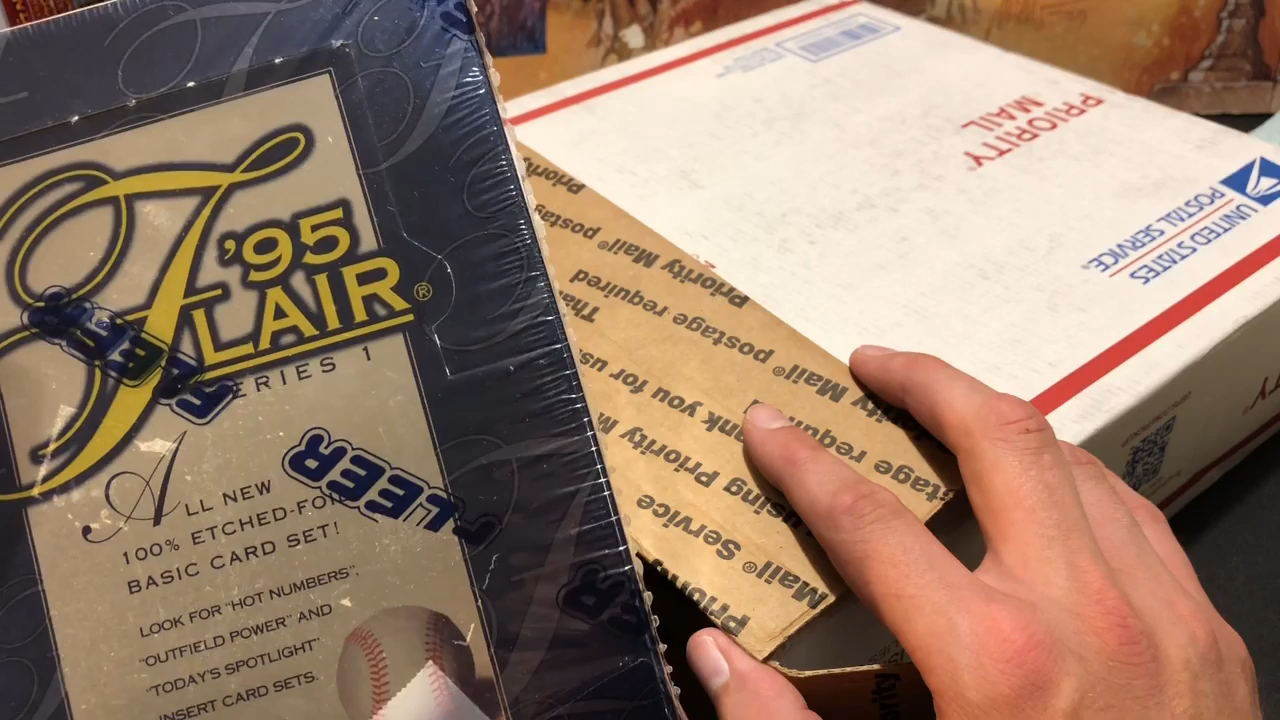 '95
FLAIR®
SERIES 1
ALL NEW
100% ETCHED-FOIL
BASIC CARD SET!
LOOK FOR "HOT NUMBERS",
"OUTFIELD POWER" AND
"TODAY'S SPOTLIGHT"
INSERT CARD SETS.
FLEER
FLEER
PRIORITY
MAIL
UNITED STATES
POSTAL SERVICE®
Priority Mail® postage required
Thank you for using Priority Mail® Service
Priority Mail® postage required